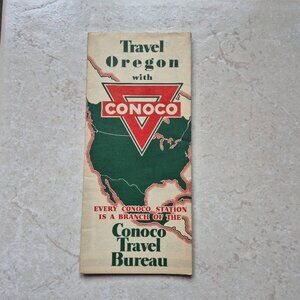 Travel
Oregon
with
CONOCO
EVERY CONOCO STATION
IS A BRANCH OF THE
Conoco
Travel
Bureau